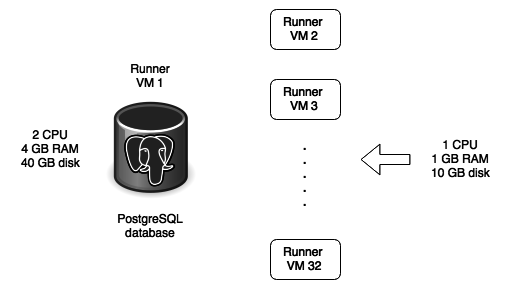 Runner
VM 1
2 CPU
4 GB RAM
40 GB disk
PostgreSQL
database
Runner
VM 2
Runner
VM 3
Runner
VM 32
1 CPU
1 GB RAM
10 GB disk